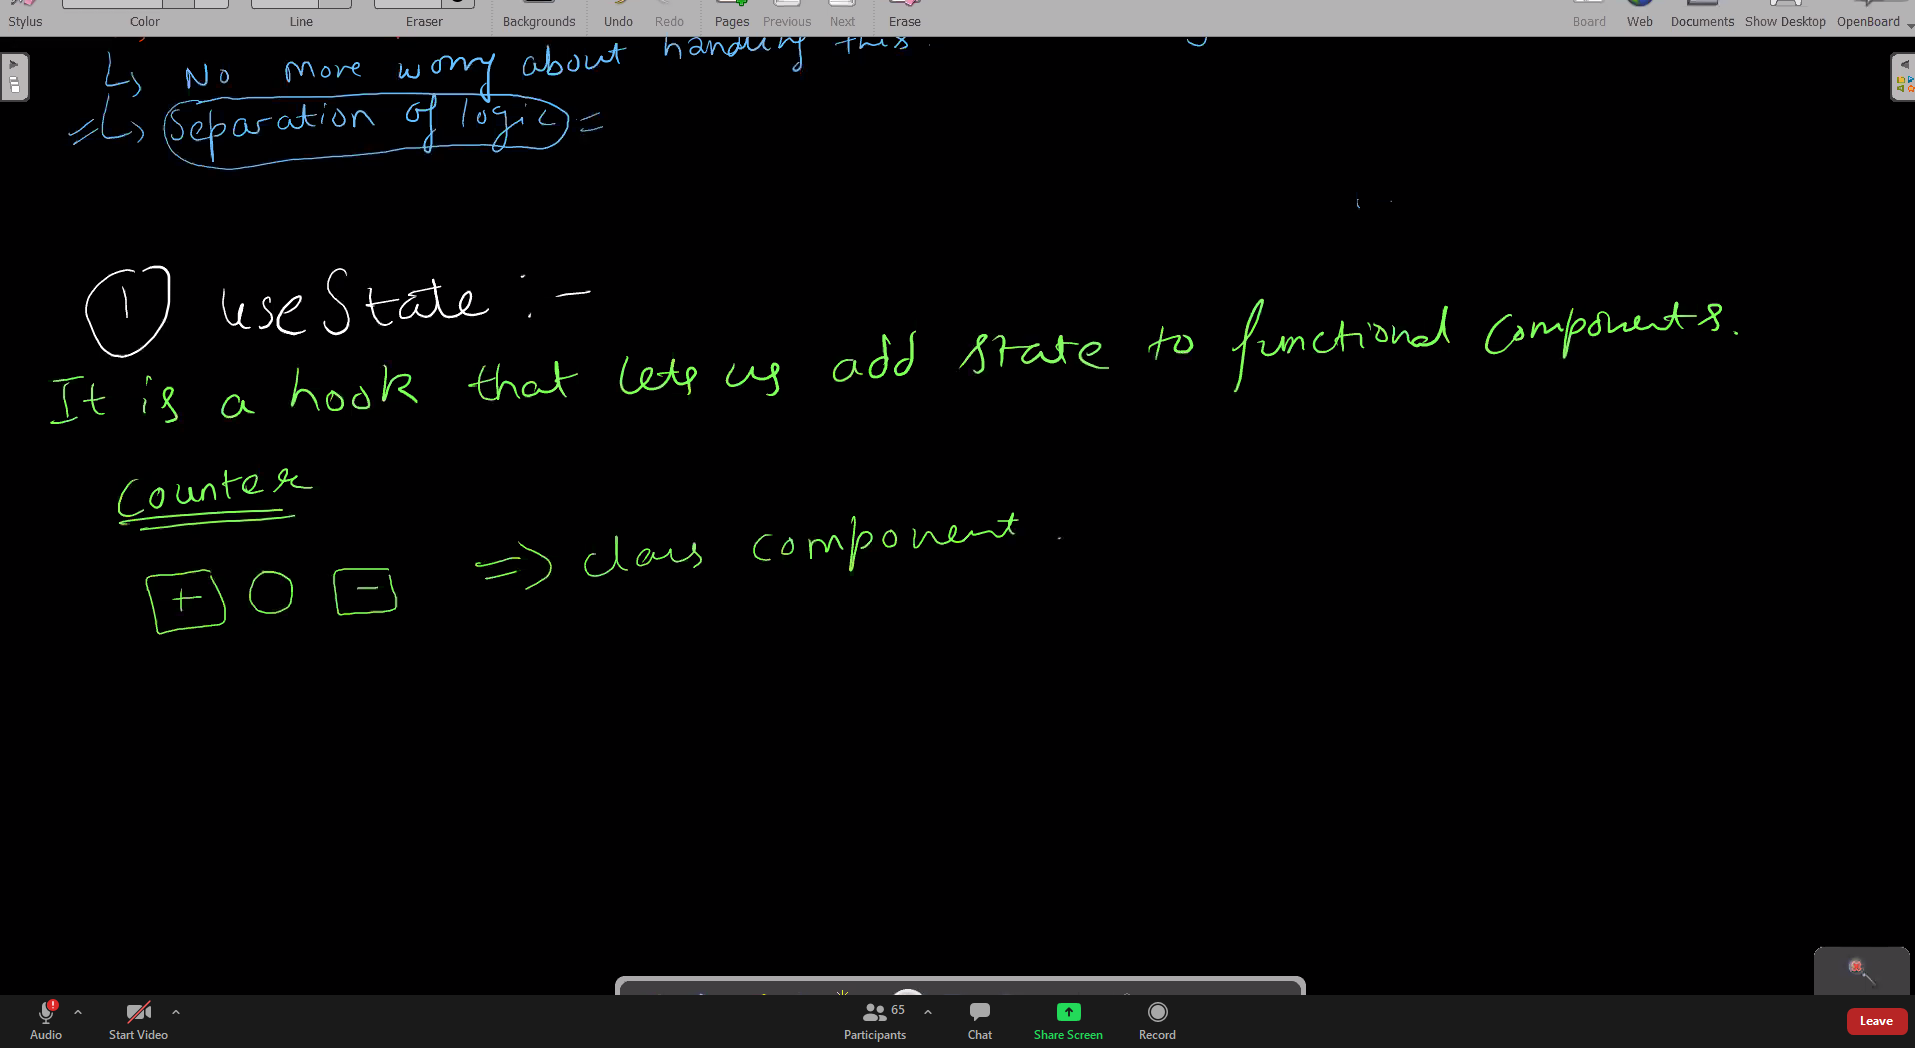 Stylus Color Line Eraser Backgrounds Undo Redo Pages Previous Next Erase Board Web Documents Show Desktop OpenBoard
↳ No more worry about handling this.
↳ Separation of logic =
1 useState :-
It is a hook that lets us add state to functional components.
Counter
+ O - => class component.
Audio Start Video 65 Participants Chat Share Screen Record Leave